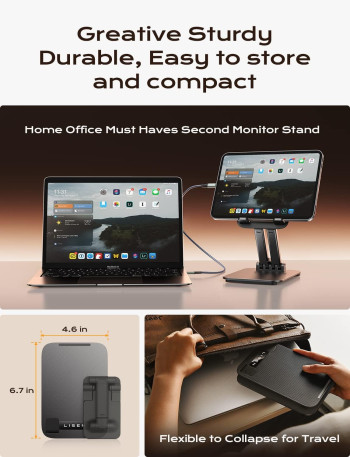 Greative Sturdy
Durable, Easy to store
and compact
Home Office Must Haves Second Monitor Stand
4.6 in
6.7 in
Flexible to Collapse for Travel